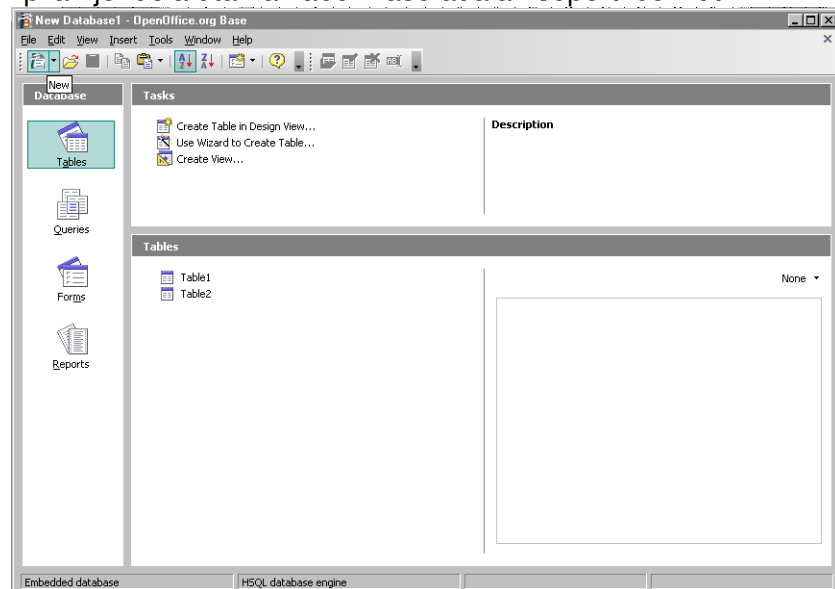 New Database1 - OpenOffice.org Base
File Edit View Insert Tools Window Help
New
Database
Tables
Queries
Forms
Reports
Tasks
Create Table in Design View...
Use Wizard to Create Table...
Create View...
Description
Tables
Table1
Table2
None
Embedded database
HSQL database engine